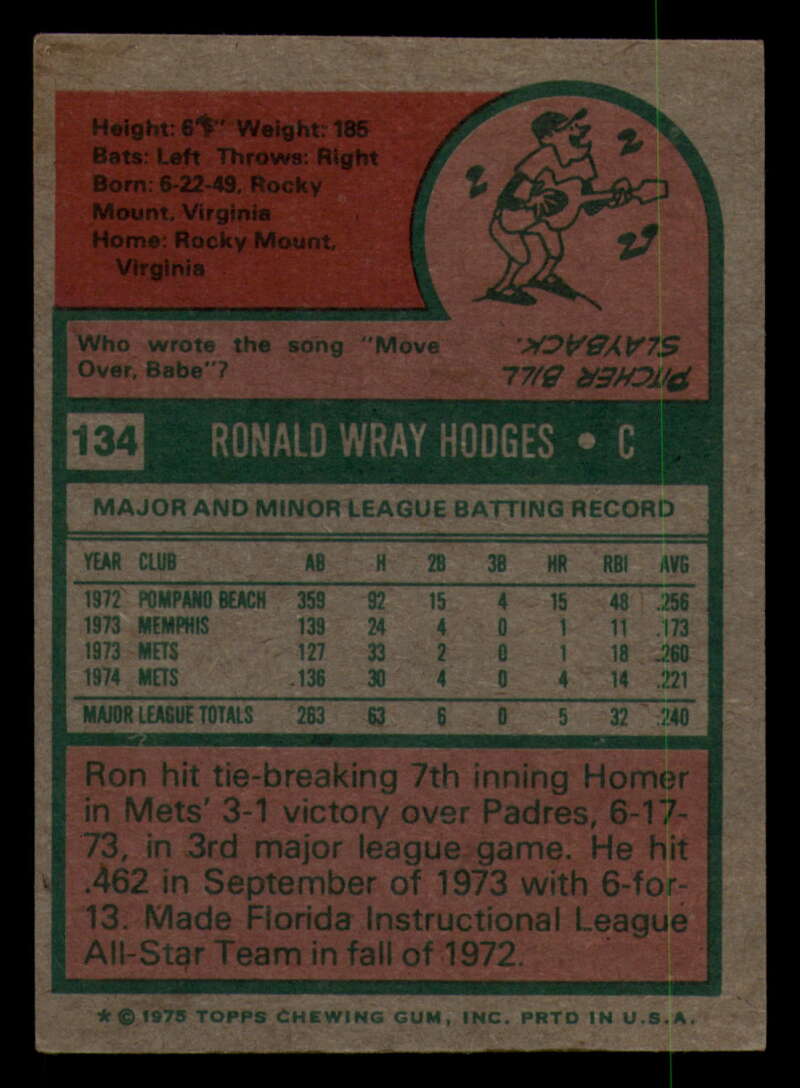 Height: 6'1" Weight: 185
Bats: Left Throws: Right
Born: 6-22-49, Rocky
Mount, Virginia
Home: Rocky Mount,
Virginia
Who wrote the song "Move
Over, Babe"?
PITCHER BILL
SLAYBACK.
134 RONALD WRAY HODGES • C
MAJOR AND MINOR LEAGUE BATTING RECORD
YEAR CLUB AB H 2B 3B HR RBI AVG
1972 POMPANO BEACH 359 92 15 4 15 48 .256
1973 MEMPHIS 139 24 4 0 1 11 .173
1973 METS 127 33 2 0 1 18 .260
1974 METS 136 30 4 0 4 14 .221
MAJOR LEAGUE TOTALS 263 63 6 0 5 32 .240
Ron hit tie-breaking 7th inning Homer
in Mets' 3-1 victory over Padres, 6-17-
73, in 3rd major league game. He hit
.462 in September of 1973 with 6-for-
13. Made Florida Instructional League
All-Star Team in fall of 1972.
* © 1975 TOPPS CHEWING GUM, INC. PRTD IN U.S.A.